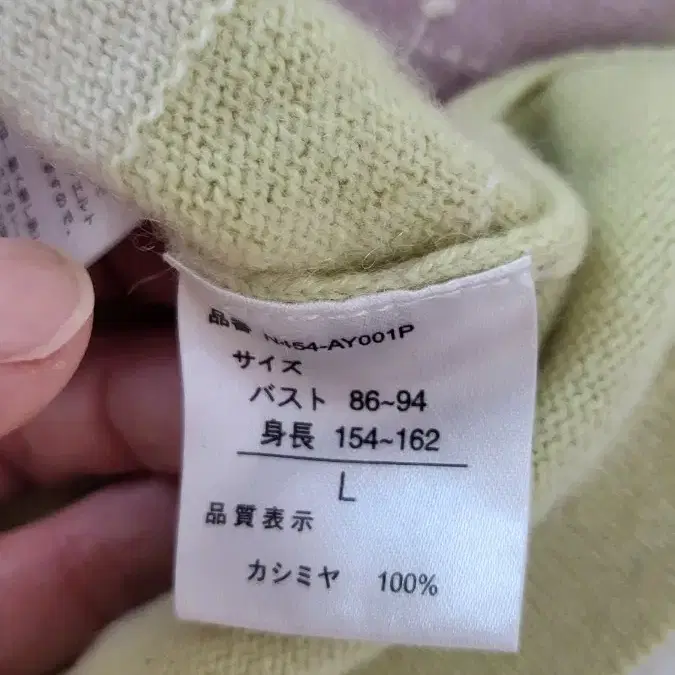 品番 N454-AY001P
サイズ
バスト 86~94
身長 154~162
L
品質表示
カシミヤ 100%